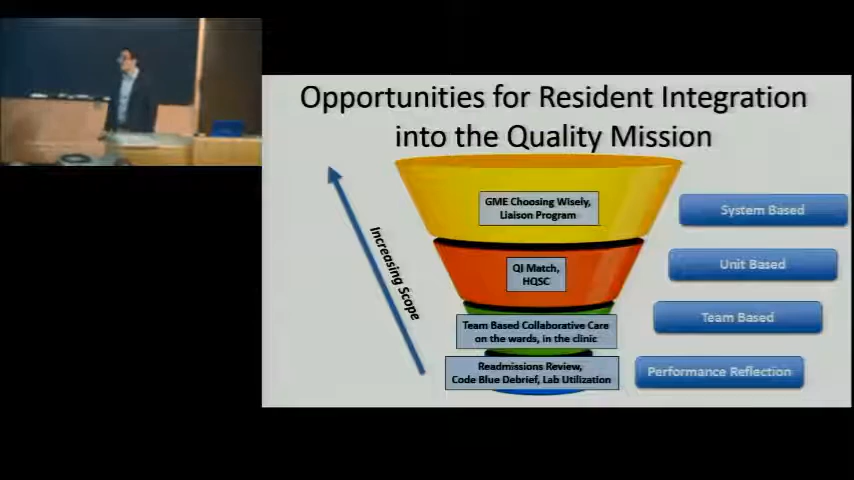 Opportunities for Resident Integration
into the Quality Mission
GME Choosing Wisely,
Liaison Program
System Based
Increasing Scope
QI Match,
HQSC
Unit Based
Team Based Collaborative Care
on the wards, in the clinic
Team Based
Readmissions Review,
Code Blue Debrief, Lab Utilization
Performance Reflection